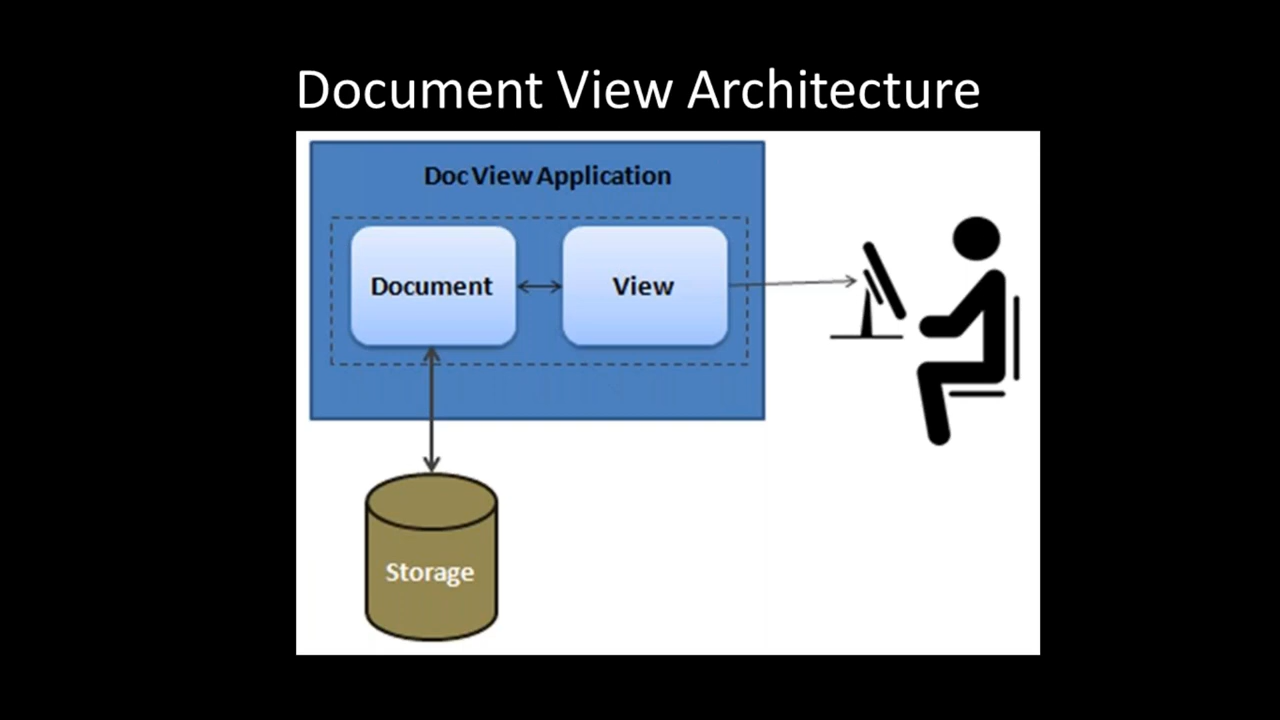 Document View Architecture
Doc View Application
Document
View
Storage